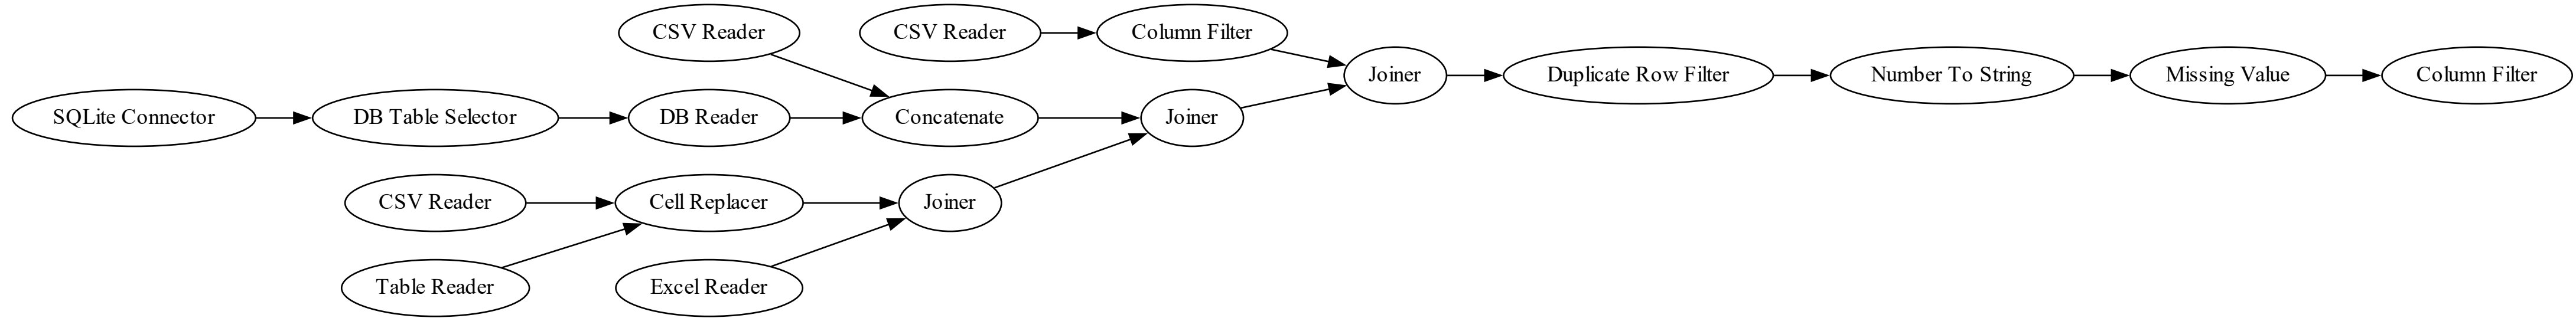 CSV Reader
CSV Reader
Column Filter
Joiner
Duplicate Row Filter
Number To String
Missing Value
Column Filter
SQLite Connector
DB Table Selector
DB Reader
Concatenate
Joiner
CSV Reader
Cell Replacer
Joiner
Table Reader
Excel Reader